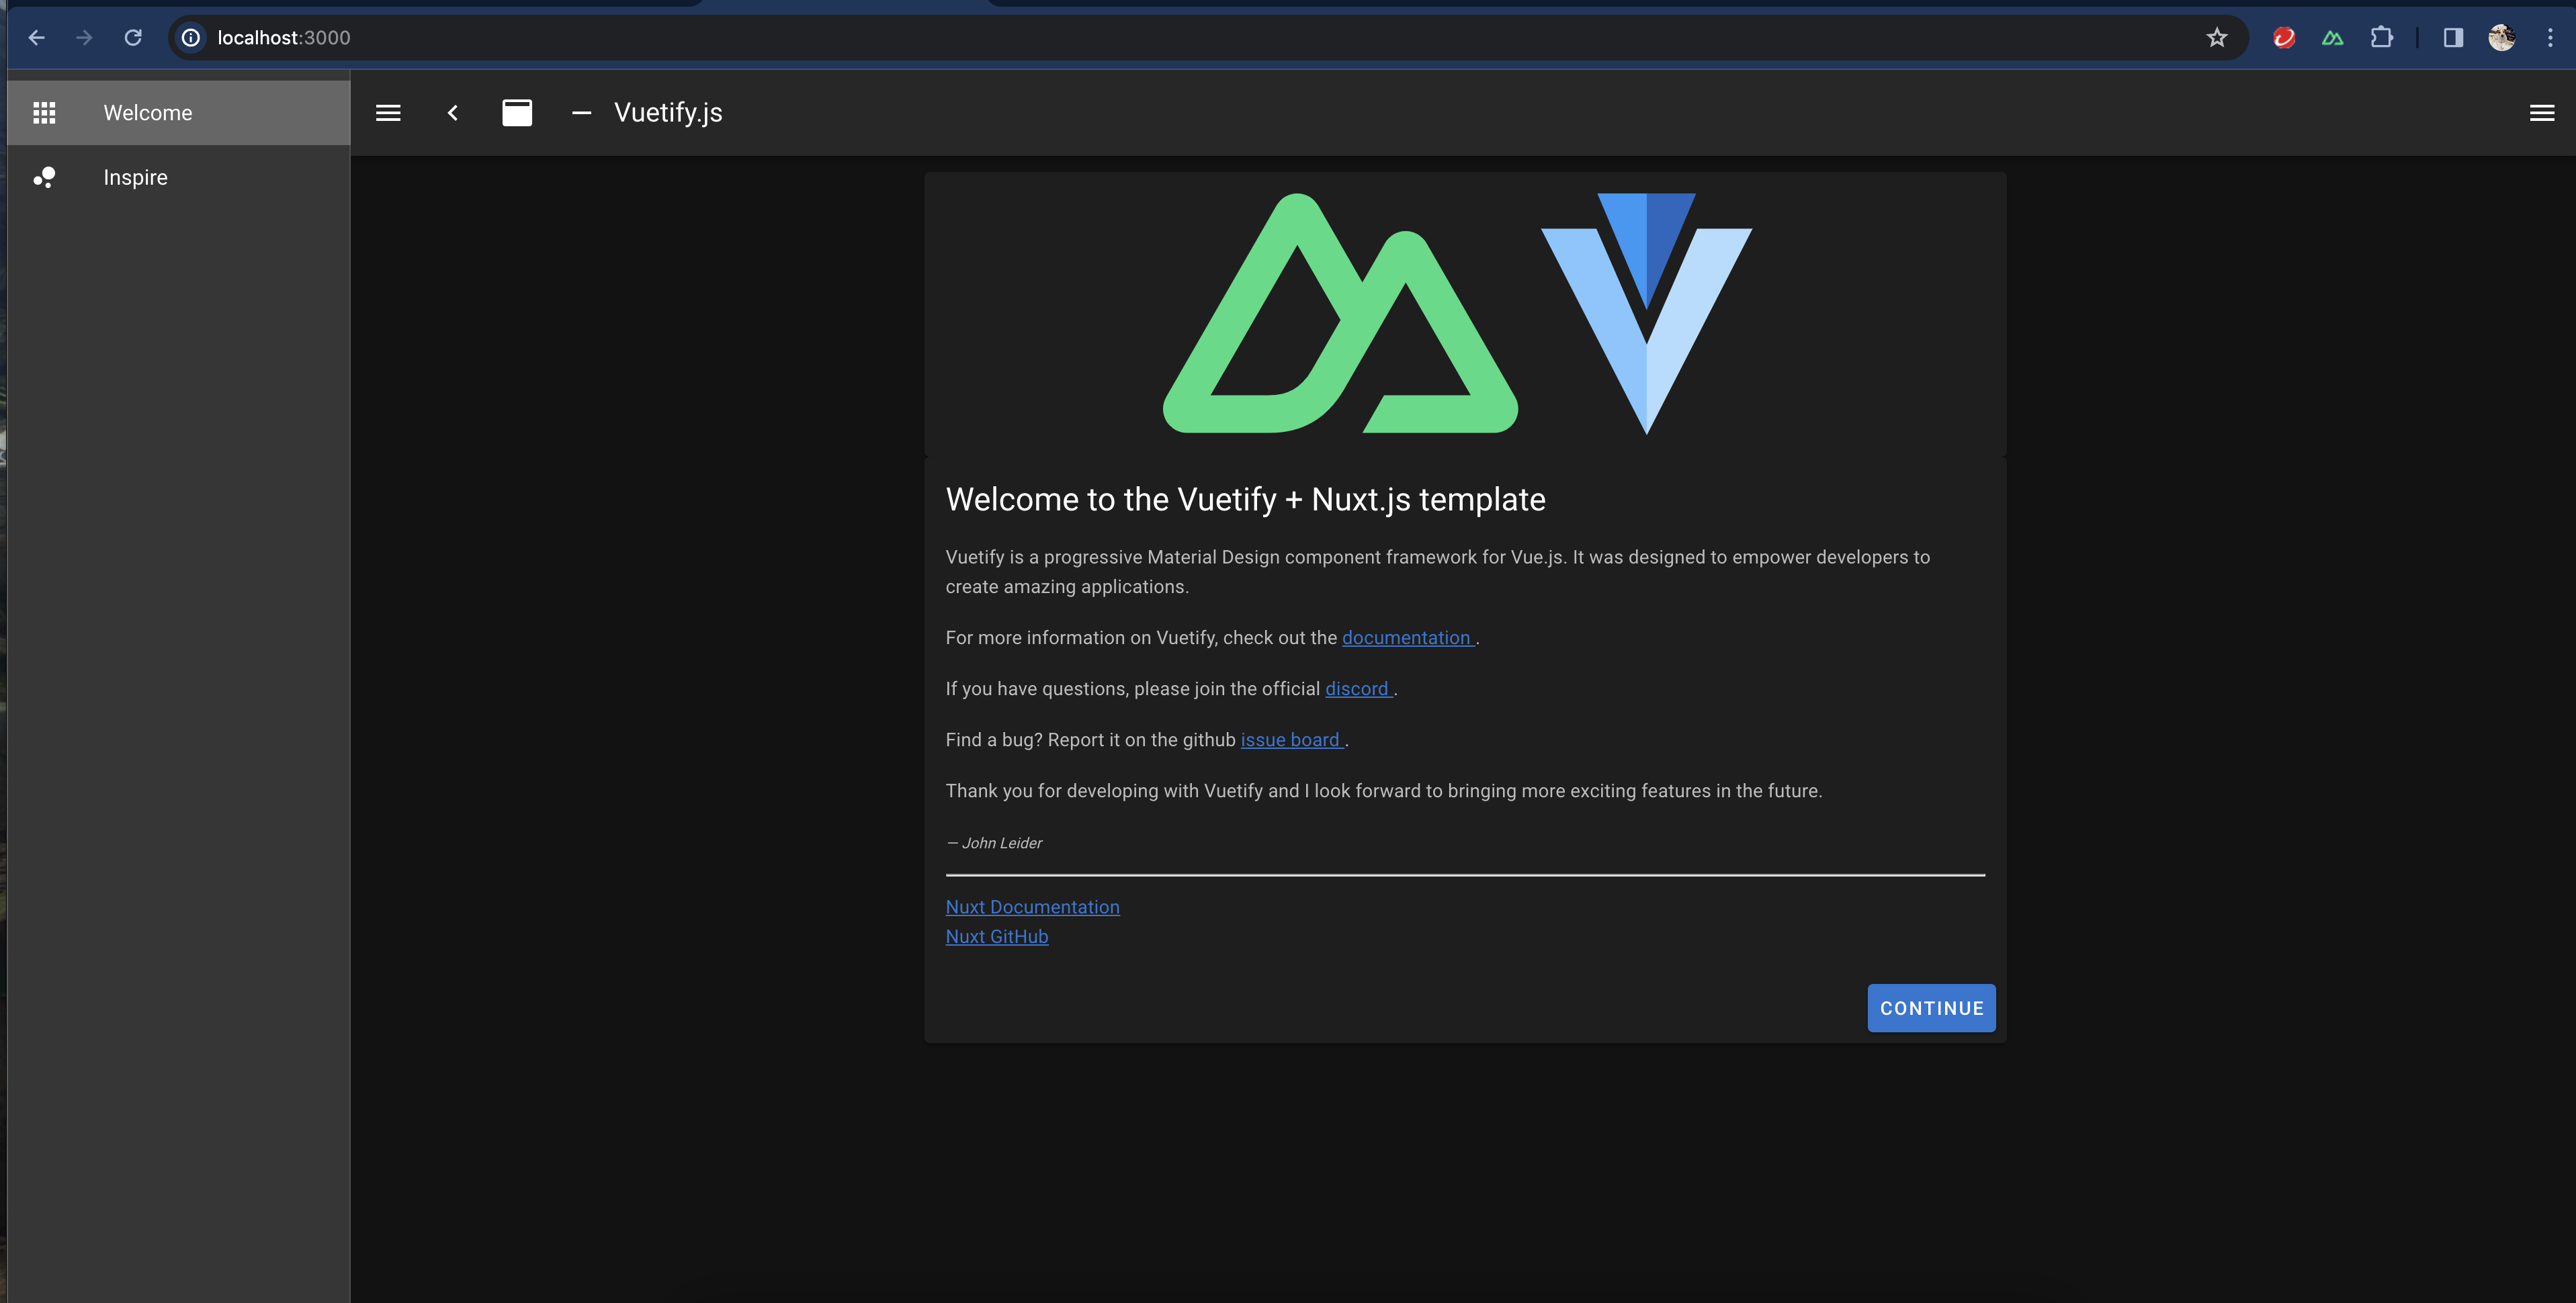 localhost:3000
Welcome
Inspire
Vuetify.js
Welcome to the Vuetify + Nuxt.js template
Vuetify is a progressive Material Design component framework for Vue.js. It was designed to empower developers to
create amazing applications.
For more information on Vuetify, check out the documentation .
If you have questions, please join the official discord .
Find a bug? Report it on the github issue board .
Thank you for developing with Vuetify and I look forward to bringing more exciting features in the future.
— John Leider
Nuxt Documentation
Nuxt GitHub
CONTINUE